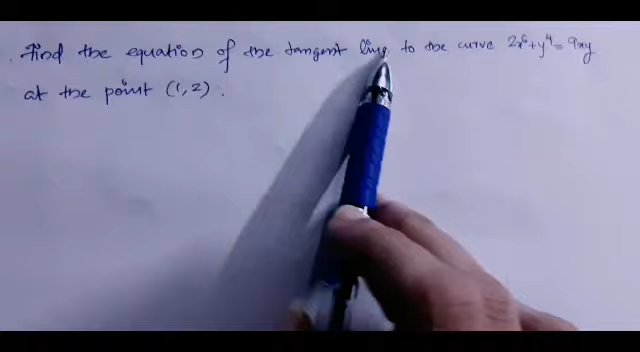 . Find the equation of the tangent line to the curve 2x⁶+y⁴=9xy
at the point (1,2).